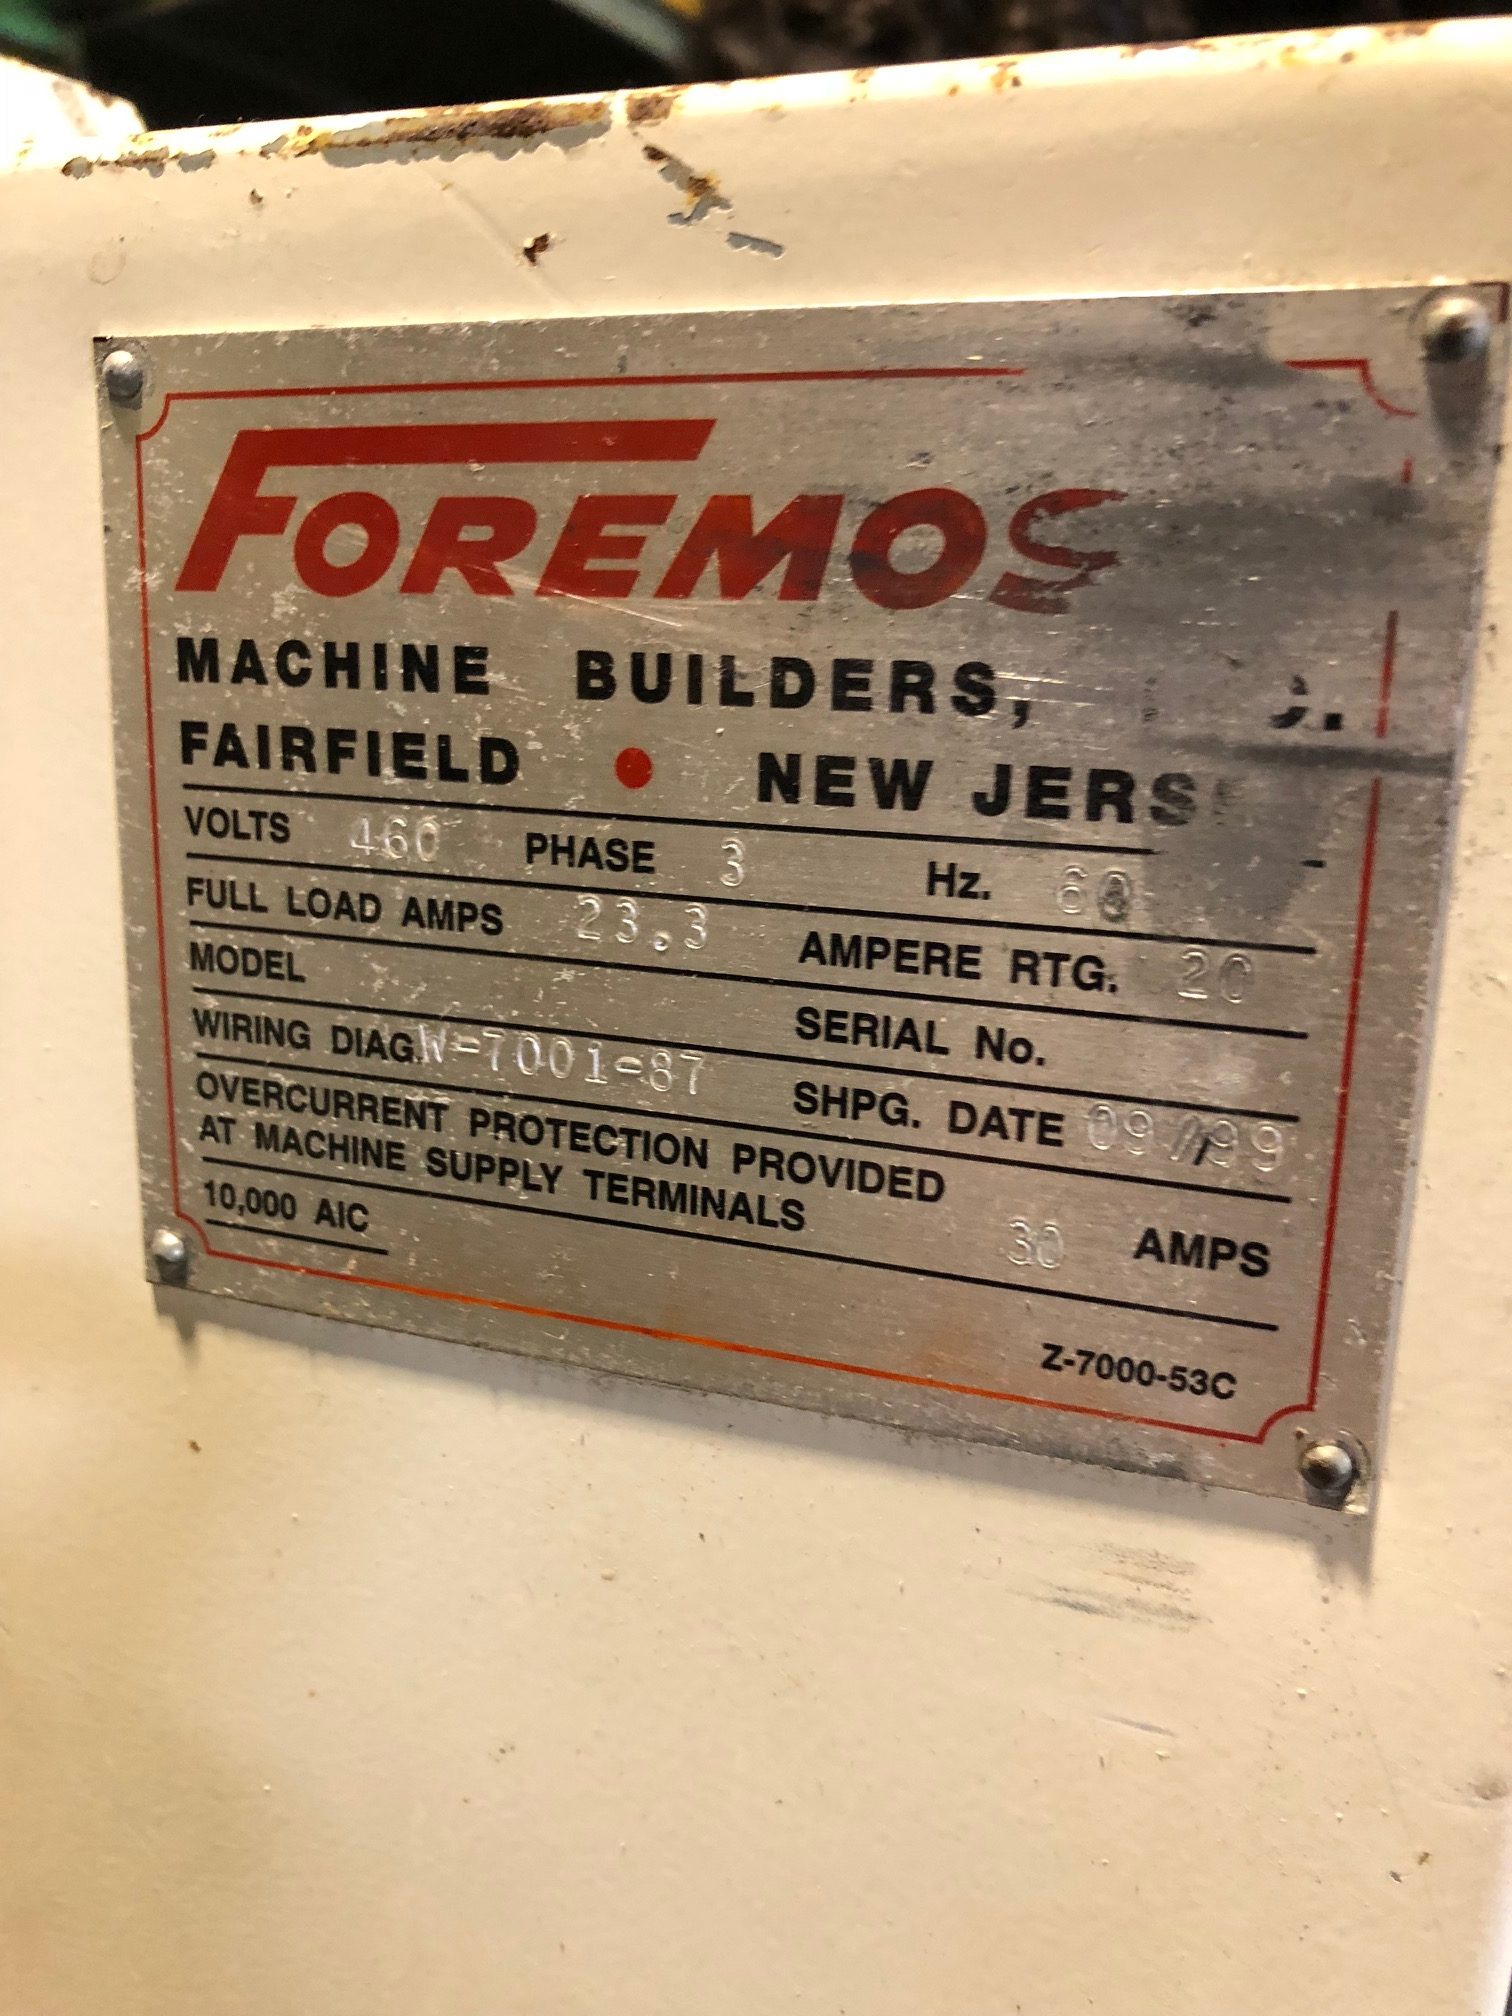 FOREMOS
MACHINE BUILDERS,
FAIRFIELD • NEW JERS
VOLTS 460 PHASE 3 Hz. 60
FULL LOAD AMPS 23.3 AMPERE RTG. 20
MODEL SERIAL No.
WIRING DIAG. W-7001-87 SHPG. DATE 09/99
OVERCURRENT PROTECTION PROVIDED
AT MACHINE SUPPLY TERMINALS 30 AMPS
10,000 AIC
Z-7000-53C